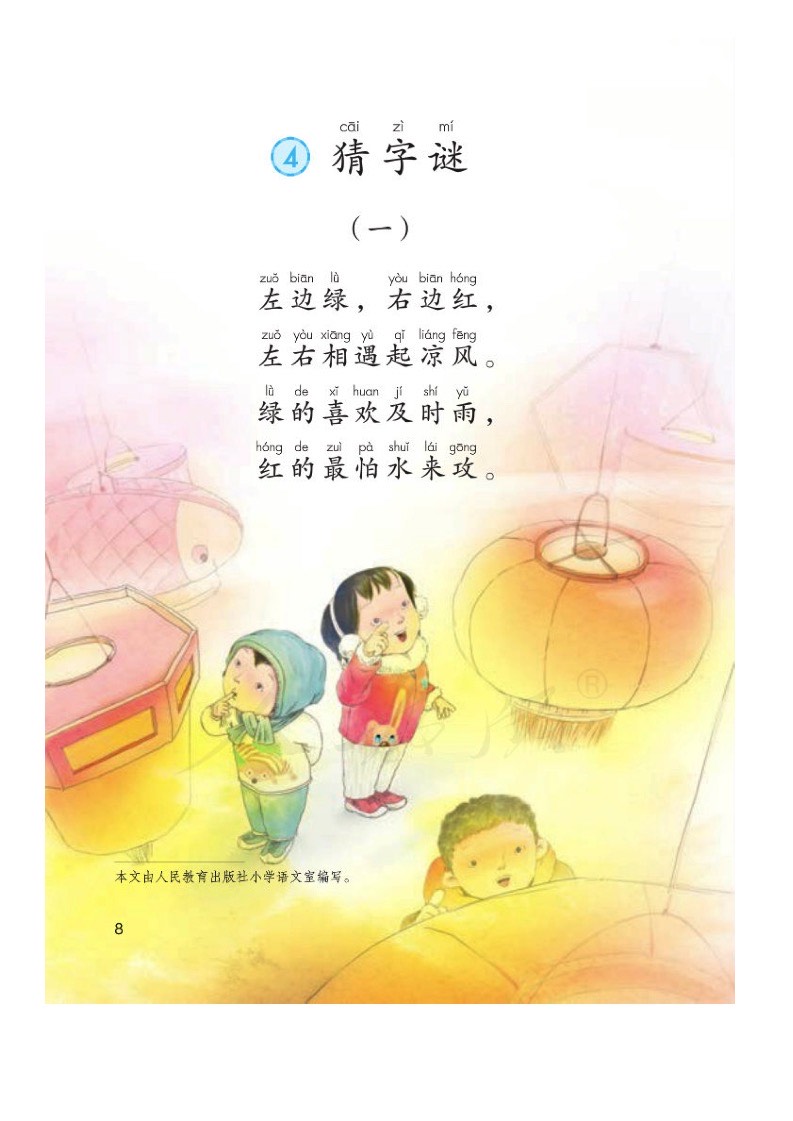 cāi zì mí
4 猜字谜
（一）
zuǒ biān lǜ yòu biān hóng
左边绿，右边红，
zuǒ yòu xiāng yù qǐ liáng fēng
左右相遇起凉风。
lǜ de xǐ huan jí shí yǔ
绿的喜欢及时雨，
hóng de zuì pà shuǐ lái gōng
红的最怕水来攻。
本文由人民教育出版社小学语文室编写。
8